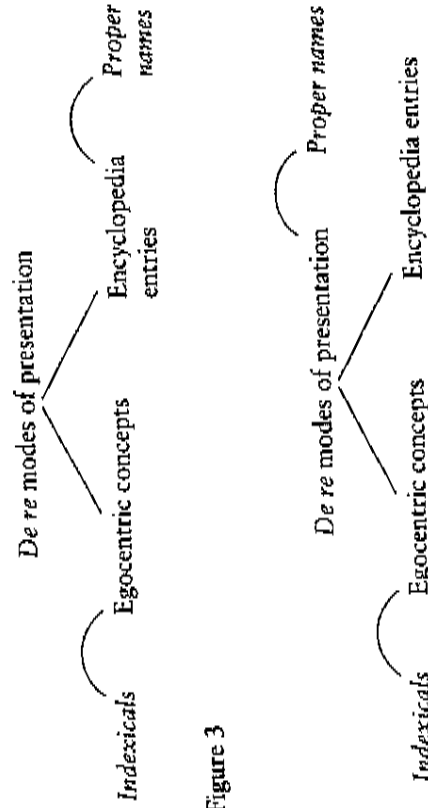 De re modes of presentation
Indexicals Egocentric concepts Encyclopedia entries Proper names
Figure 3
De re modes of presentation Proper names
Indexicals Egocentric concepts Encyclopedia entries